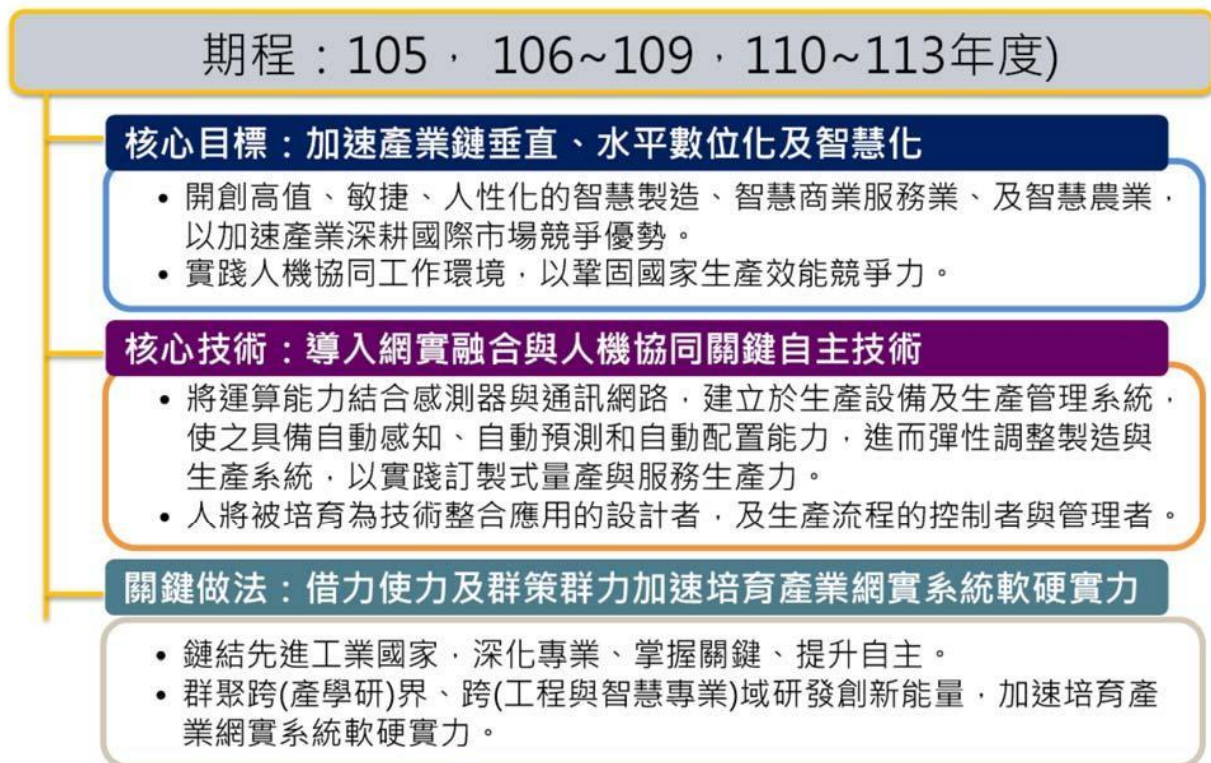 期程：105， 106~109，110~113年度)
核心目標：加速產業鏈垂直、水平數位化及智慧化
• 開創高值、敏捷、人性化的智慧製造、智慧商業服務業、及智慧農業，
以加速產業深耕國際市場競爭優勢。
• 實踐人機協同工作環境，以鞏固國家生產效能競爭力。
核心技術：導入網實融合與人機協同關鍵自主技術
• 將運算能力結合感測器與通訊網路，建立於生產設備及生產管理系統，
使之具備自動感知、自動預測和自動配置能力，進而彈性調整製造與
生產系統，以實踐訂製式量產與服務生產力。
• 人將被培育為技術整合應用的設計者，及生產流程的控制者與管理者。
關鍵做法：借力使力及群策群力加速培育產業網實系統軟硬實力
• 鏈結先進工業國家，深化專業、掌握關鍵、提升自主。
• 群聚跨(產學研)界、跨(工程與智慧專業)域研發創新能量，加速培育產
業網實系統軟硬實力。